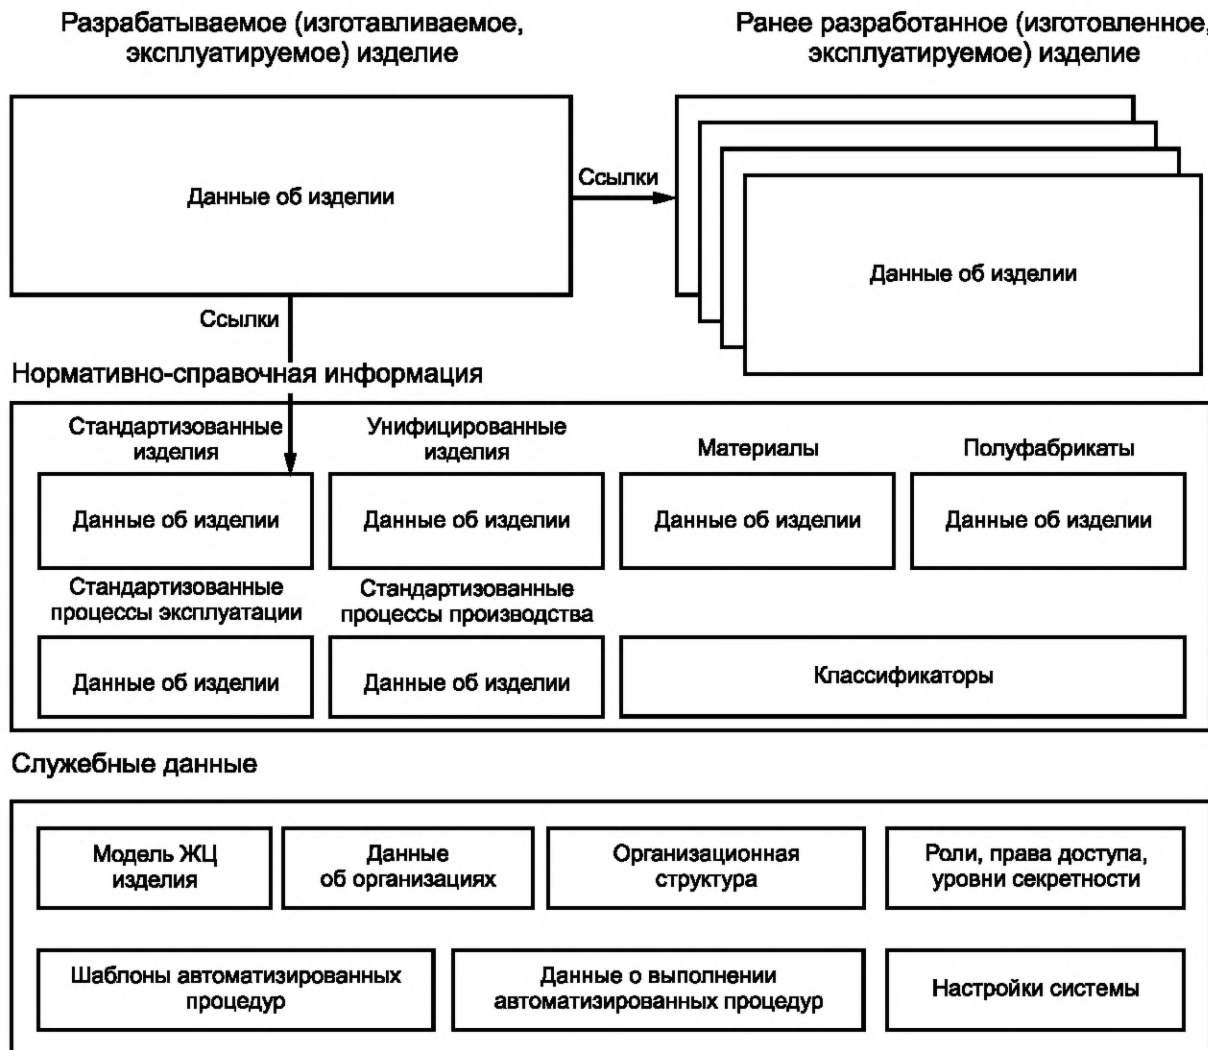 Разрабатываемое (изготавливаемое,
эксплуатируемое) изделие
Ранее разработанное (изготовленное,
эксплуатируемое) изделие
Данные об изделии
Ссылки
Данные об изделии
Ссылки
Нормативно-справочная информация
Стандартизованные
изделия
Унифицированные
изделия
Материалы
Полуфабрикаты
Данные об изделии
Данные об изделии
Данные об изделии
Данные об изделии
Стандартизованные
процессы эксплуатации
Стандартизованные
процессы производства
Данные об изделии
Данные об изделии
Классификаторы
Служебные данные
Модель ЖЦ
изделия
Данные
об организациях
Организационная
структура
Роли, права доступа,
уровни секретности
Шаблоны автоматизированных
процедур
Данные о выполнении
автоматизированных процедур
Настройки системы